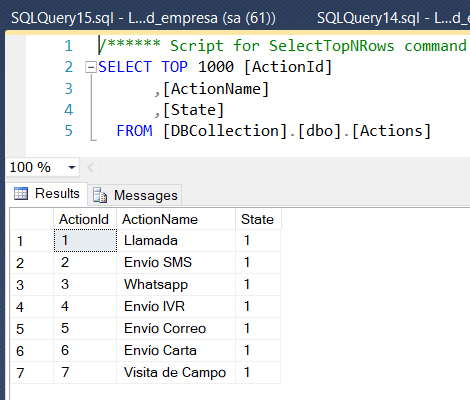 SQLQuery15.sql - L...d_empresa (sa (61)) SQLQuery14.sql - L...d_e
1 /****** Script for SelectTopNRows command
2 SELECT TOP 1000 [ActionId]
3 ,[ActionName]
4 ,[State]
5 FROM [DBCollection].[dbo].[Actions]
100 %
Results Messages
ActionId ActionName State
1 1 Llamada 1
2 2 Envío SMS 1
3 3 Whatsapp 1
4 4 Envío IVR 1
5 5 Envío Correo 1
6 6 Envío Carta 1
7 7 Visita de Campo 1